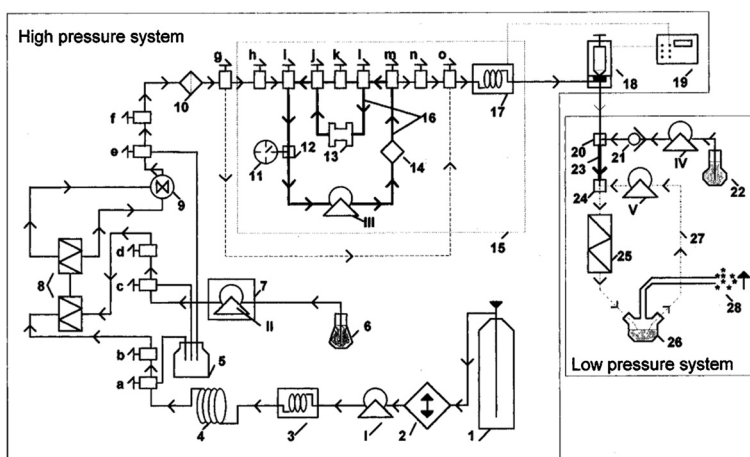 High pressure system
g h i j k l m n o
18 19
10 17
f
16
e 12 13 14
11
20 21 IV
23 22
III
9 24 V
15 27
d 25
8 c 7
28
II 6 26
b 5
a
Low pressure system
4 3 I 2 1